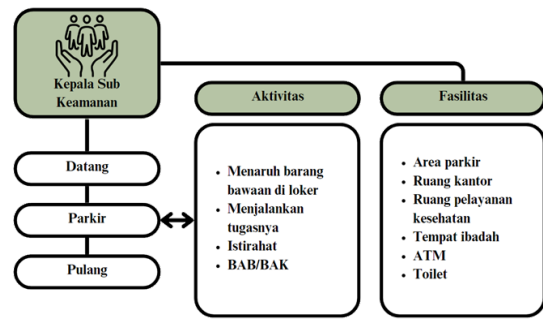 Kepala Sub
Keamanan
Datang
Parkir
Pulang
Aktivitas
• Menaruh barang
bawaan di loker
• Menjalankan
tugasnya
• Istirahat
• BAB/BAK
Fasilitas
• Area parkir
• Ruang kantor
• Ruang pelayanan
kesehatan
• Tempat ibadah
• ATM
• Toilet